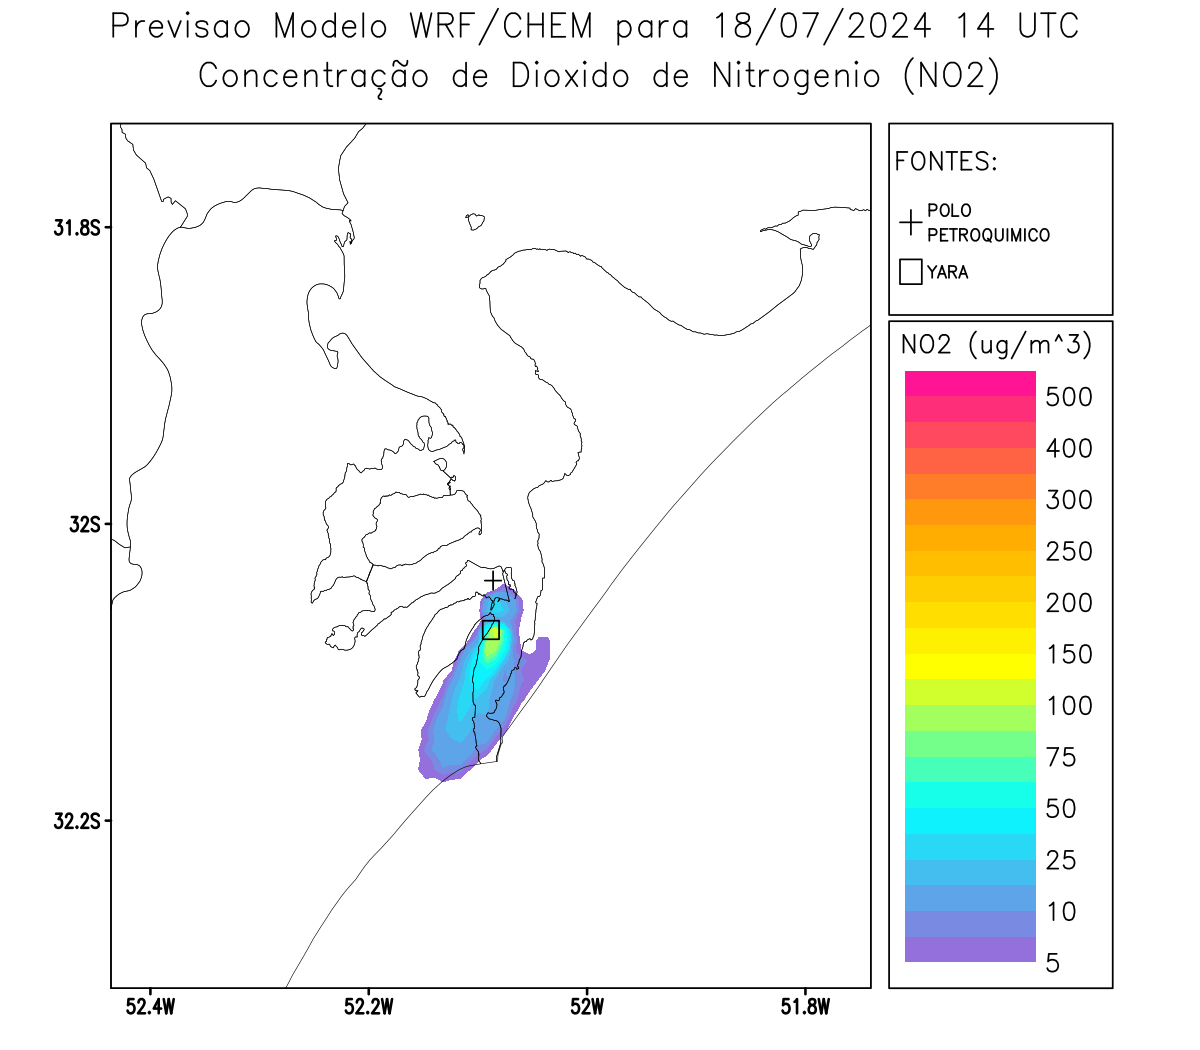 Previsao Modelo WRF/CHEM para 18/07/2024 14 UTC
Concentração de Dioxido de Nitrogenio (NO2)
FONTES:
POLO
PETROQUIMICO
YARA
NO2 (ug/m^3)
500
400
300
250
200
150
100
75
50
25
10
5
31.8S
32S
32.2S
52.4W
52.2W
52W
51.8W